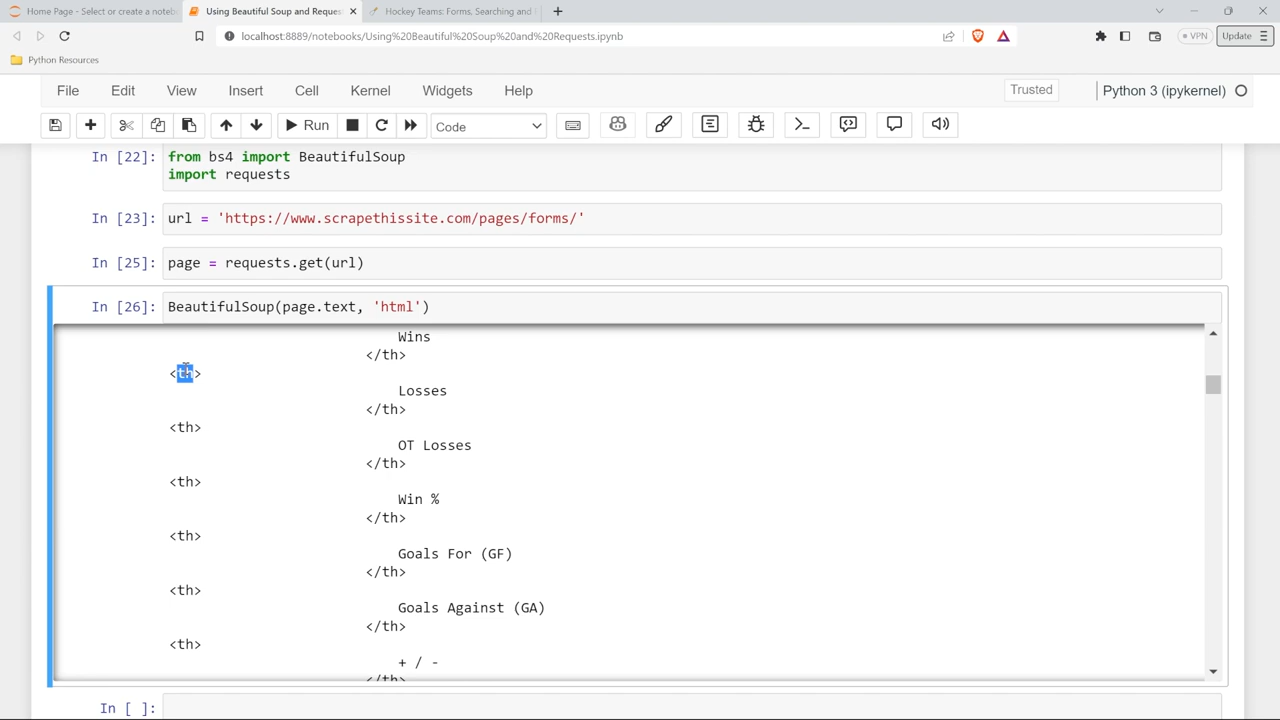 Home Page - Select or create a noteb
Using Beautiful Soup and Reques
Hockey Teams: Forms, Searching and
localhost:8889/notebooks/Using%20Beautiful%20Soup%20and%20Requests.ipynb
VPN
Update
Python Resources
File Edit View Insert Cell Kernel Widgets Help
Trusted
Python 3 (ipykernel)
Run
Code
In [22]: from bs4 import BeautifulSoup
import requests
In [23]: url = 'https://www.scrapethissite.com/pages/forms/'
In [25]: page = requests.get(url)
In [26]: BeautifulSoup(page.text, 'html')
Wins
</th>
<th>
Losses
</th>
<th>
OT Losses
</th>
<th>
Win %
</th>
<th>
Goals For (GF)
</th>
<th>
Goals Against (GA)
</th>
<th>
+ / -
</th>
In [ ]: